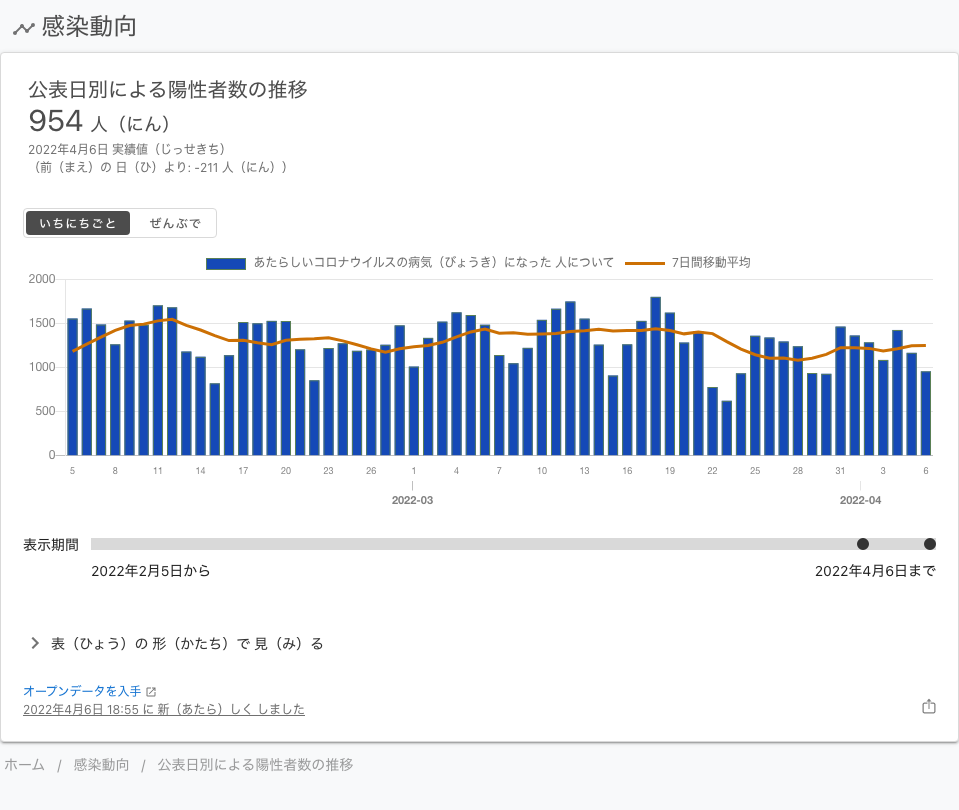 感染動向
公表日別による陽性者数の推移
954 人（にん）
2022年4月6日 実績値（じっせきち）
（前（まえ）の 日（ひ）より: -211 人（にん））
いちにちごと ぜんぶで
あたらしいコロナウイルスの病気（びょうき）になった 人について 7日間移動平均
2000
1500
1000
500
0
5 8 11 14 17 20 23 26 1 4 7 10 13 16 19 22 25 28 31 3 6
2022-03 2022-04
表示期間
2022年2月5日から 2022年4月6日まで
表（ひょう）の 形（かたち）で 見（み）る
オープンデータを入手
2022年4月6日 18:55 に 新（あたら）しく しました
ホーム / 感染動向 / 公表日別による陽性者数の推移